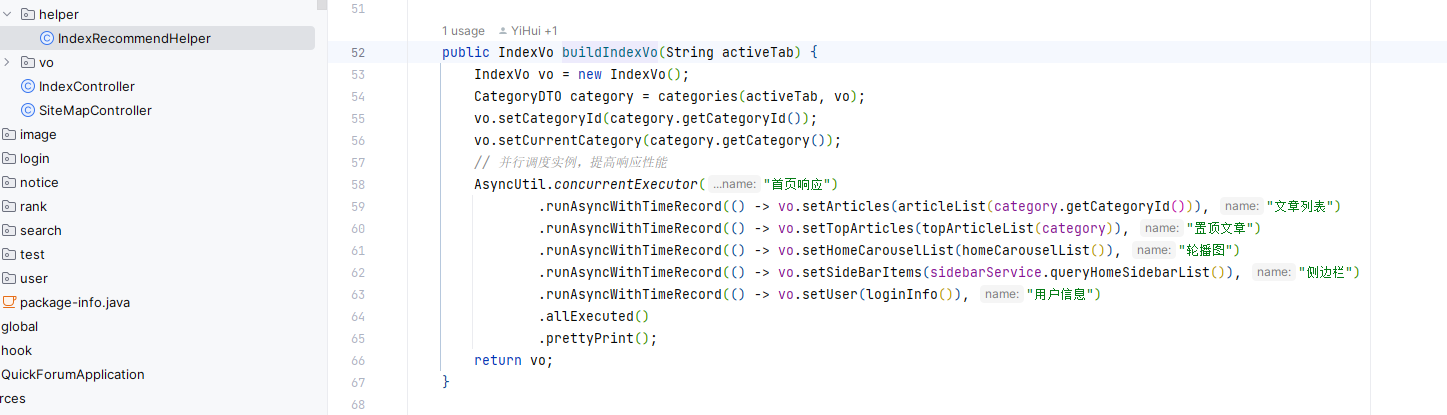 helper
IndexRecommendHelper
vo
IndexController
SiteMapController
image
login
notice
rank
search
test
user
package-info.java
global
hook
QuickForumApplication
rces
51
1 usage YiHui +1
52 public IndexVo buildIndexVo(String activeTab) {
53 IndexVo vo = new IndexVo();
54 CategoryDTO category = categories(activeTab, vo);
55 vo.setCategoryId(category.getCategoryId());
56 vo.setCurrentCategory(category.getCategory());
57 // 并行调度实例，提高响应性能
58 AsyncUtil.concurrentExecutor( ...name: "首页响应")
59 .runAsyncWithTimeRecord(() -> vo.setArticles(articleList(category.getCategoryId())), name: "文章列表")
60 .runAsyncWithTimeRecord(() -> vo.setTopArticles(topArticleList(category)), name: "置顶文章")
61 .runAsyncWithTimeRecord(() -> vo.setHomeCarouselList(homeCarouselList()), name: "轮播图")
62 .runAsyncWithTimeRecord(() -> vo.setSideBarItems(sidebarService.queryHomeSidebarList()), name: "侧边栏")
63 .runAsyncWithTimeRecord(() -> vo.setUser(loginInfo()), name: "用户信息")
64 .allExecuted()
65 .prettyPrint();
66 return vo;
67 }
68